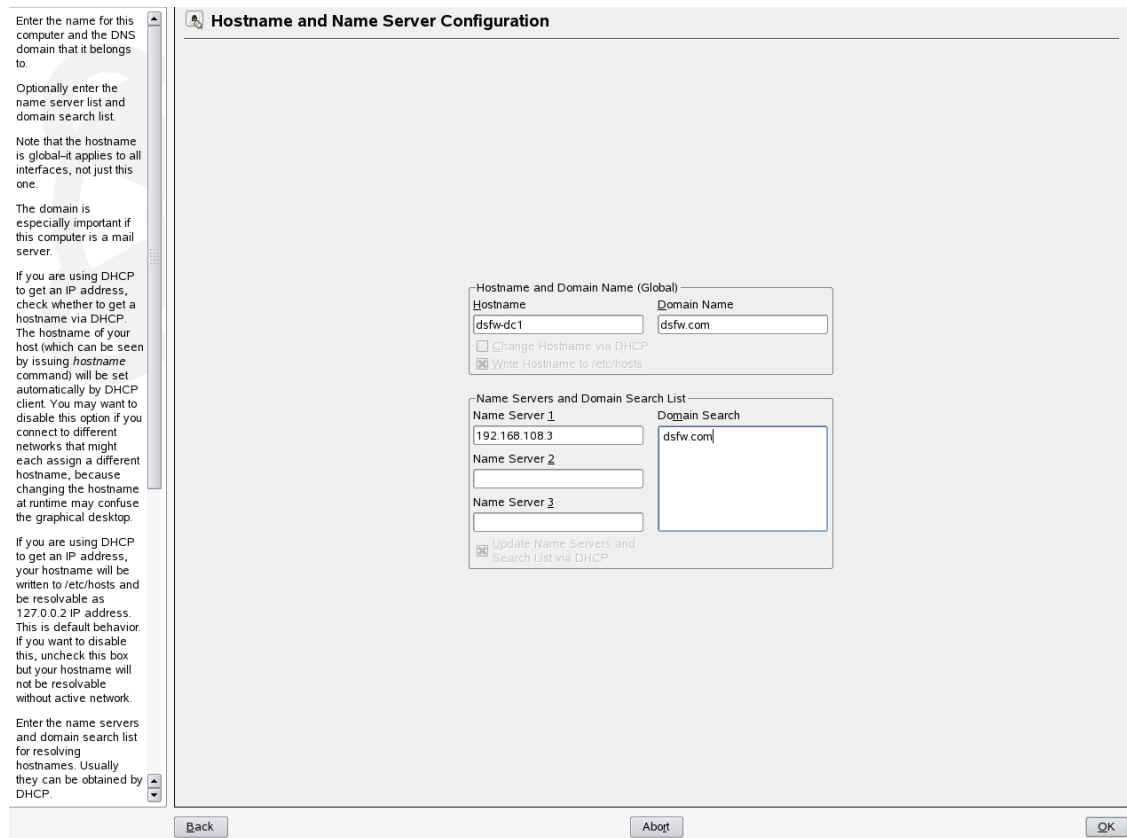 Enter the name for this
computer and the DNS
domain that it belongs
to.
Optionally enter the
name server list and
domain search list.
Note that the hostname
is global–it applies to all
interfaces, not just this
one.
The domain is
especially important if
this computer is a mail
server.
If you are using DHCP
to get an IP address,
check whether to get a
hostname via DHCP.
The hostname of your
host (which can be seen
by issuing hostname
command) will be set
automatically by DHCP
client. You may want to
disable this option if you
connect to different
networks that might
each assign a different
hostname, because
changing the hostname
at runtime may confuse
the graphical desktop.
If you are using DHCP
to get an IP address,
your hostname will be
written to /etc/hosts and
be resolvable as
127.0.0.2 IP address.
This is default behavior.
If you want to disable
this, uncheck this box
but your hostname will
not be resolvable
without active network.
Enter the name servers
and domain search list
for resolving
hostnames. Usually
they can be obtained by
DHCP.
Hostname and Name Server Configuration
Hostname and Domain Name (Global)
Hostname
Domain Name
dsfw-dc1
dsfw.com
Change Hostname via DHCP
Write Hostname to /etc/hosts
Name Servers and Domain Search List
Name Server 1
Domain Search
192.168.108.3
dsfw.com
Name Server 2
Name Server 3
Update Name Servers and
Search List via DHCP
Back
Abort
OK